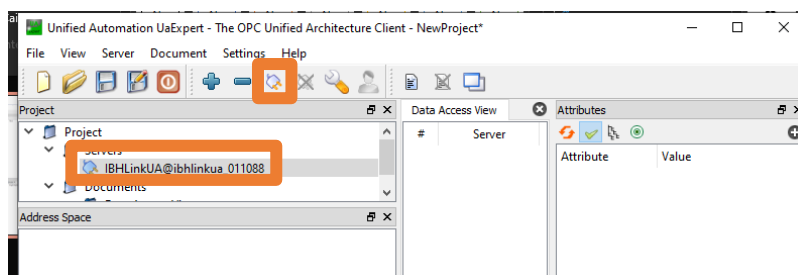 Unified Automation UaExpert - The OPC Unified Architecture Client - NewProject*
File View Server Document Settings Help
Project
Data Access View
Attributes
Project
# Server
Servers
Attribute Value
IBHLinkUA@ibhlinkua_011088
Documents
Address Space